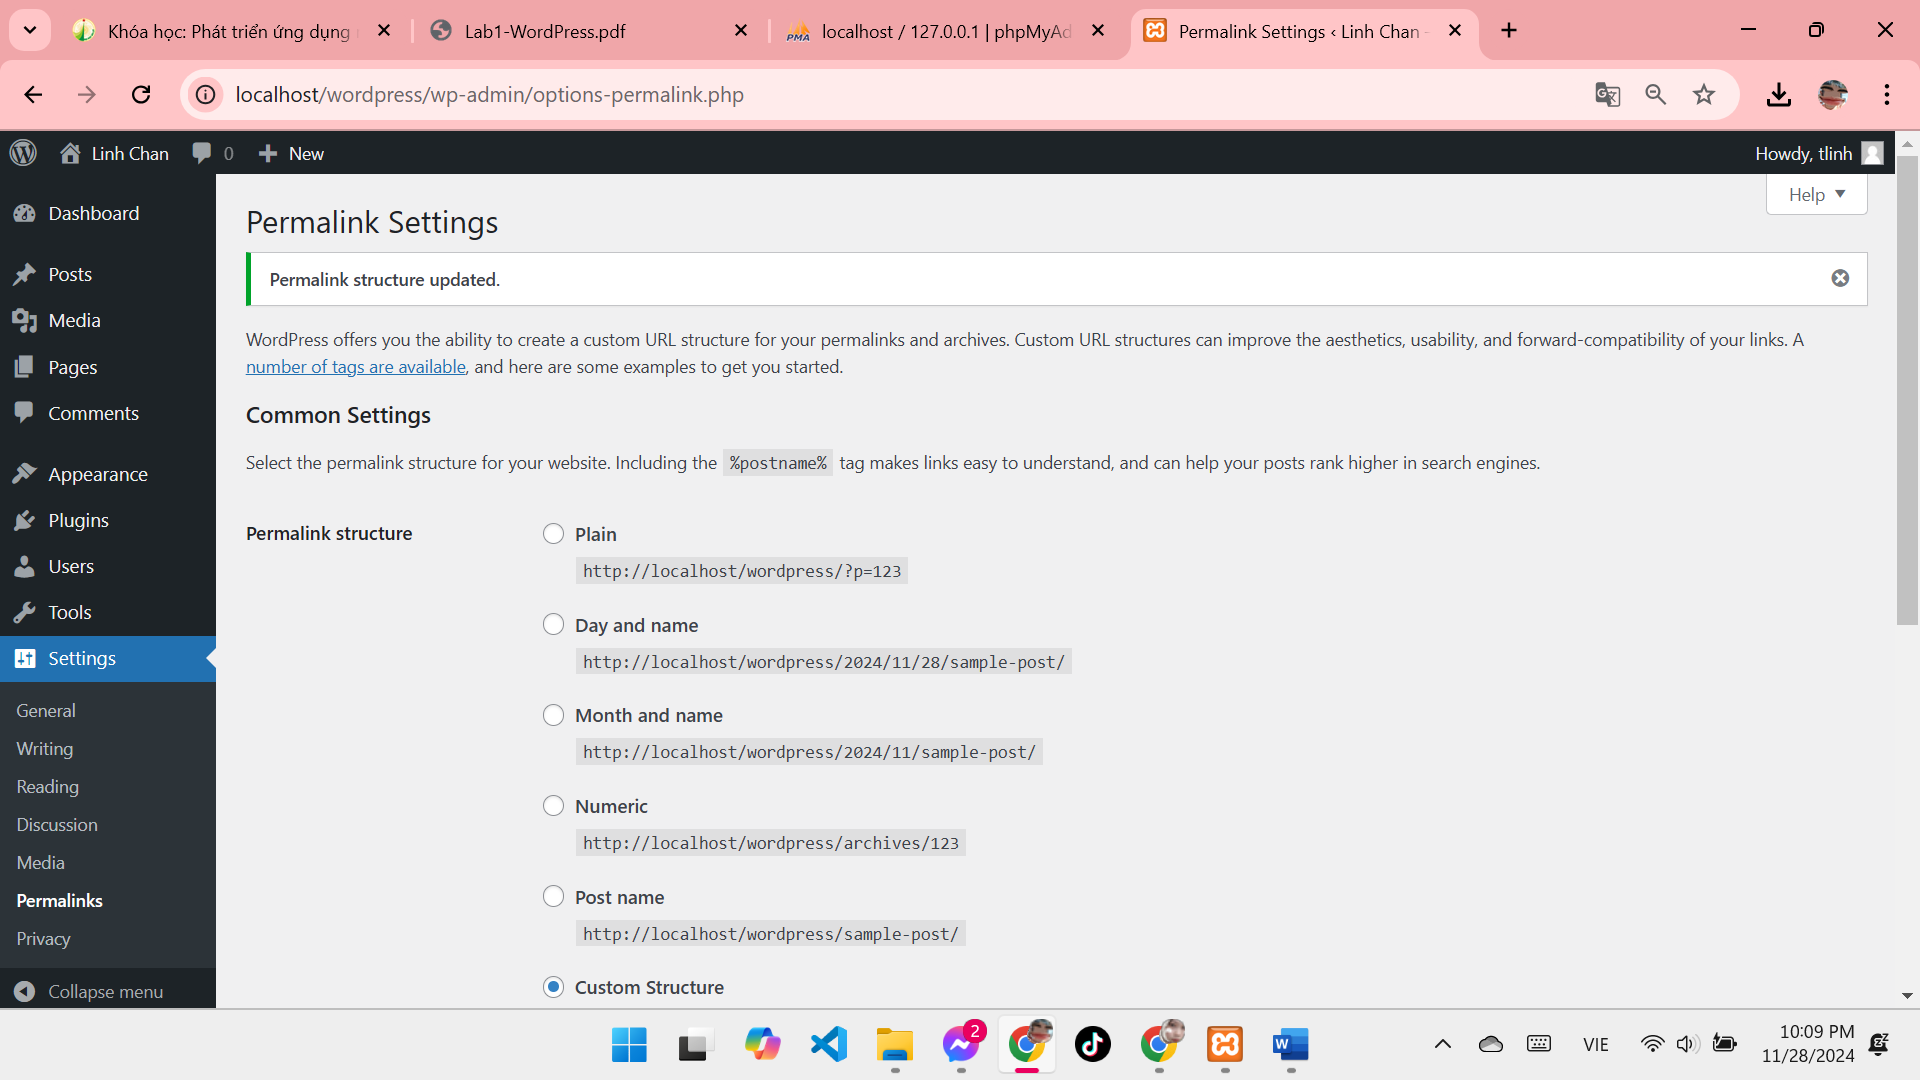 Khóa học: Phát triển ứng dụng
Lab1-WordPress.pdf
localhost / 127.0.0.1 | phpMyAd
Permalink Settings ‹ Linh Chan -
localhost/wordpress/wp-admin/options-permalink.php
Linh Chan
0
New
Howdy, tlinh
Help
Dashboard
Posts
Media
Pages
Comments
Appearance
Plugins
Users
Tools
Settings
General
Writing
Reading
Discussion
Media
Permalinks
Privacy
Collapse menu
Permalink Settings
Permalink structure updated.
WordPress offers you the ability to create a custom URL structure for your permalinks and archives. Custom URL structures can improve the aesthetics, usability, and forward-compatibility of your links. A
number of tags are available, and here are some examples to get you started.
Common Settings
Select the permalink structure for your website. Including the %postname% tag makes links easy to understand, and can help your posts rank higher in search engines.
Permalink structure
Plain
http://localhost/wordpress/?p=123
Day and name
http://localhost/wordpress/2024/11/28/sample-post/
Month and name
http://localhost/wordpress/2024/11/sample-post/
Numeric
http://localhost/wordpress/archives/123
Post name
http://localhost/wordpress/sample-post/
Custom Structure
2
VIE
10:09 PM
11/28/2024